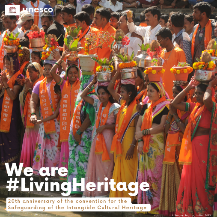 unesco
We are
#LivingHeritage
20th anniversary of the convention for the
Safeguarding of the Intangible Cultural Heritage